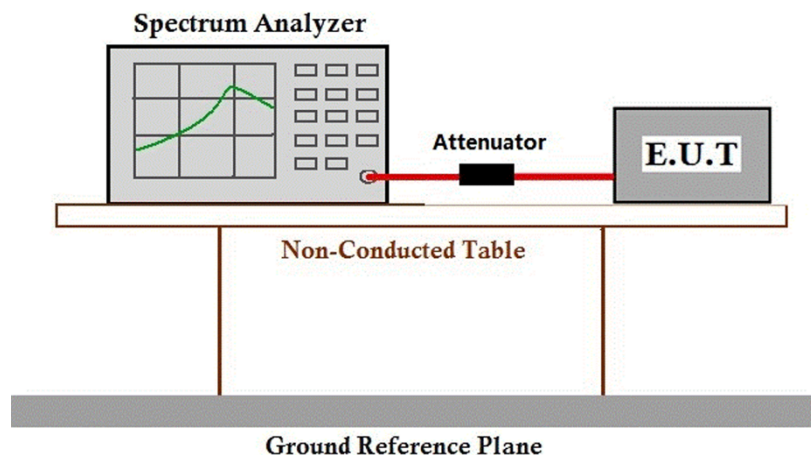 Spectrum Analyzer
Attenuator
E.U.T
Non-Conducted Table
Ground Reference Plane